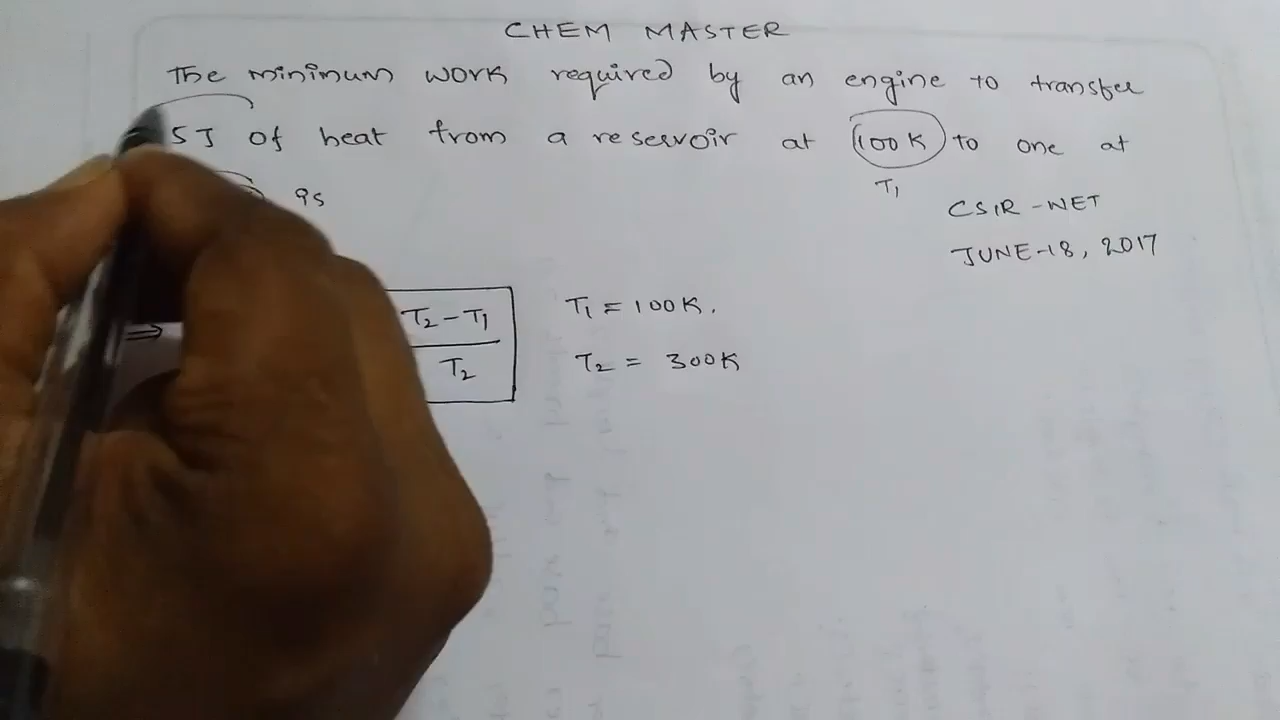 CHEM MASTER
The minimum work required by an engine to transfer
5J of heat from a reservoir at 100K to one at
T1
is
CSIR-NET
JUNE-18, 2017
⇒ T2 - T1
T2
T1 = 100K.
T2 = 300K